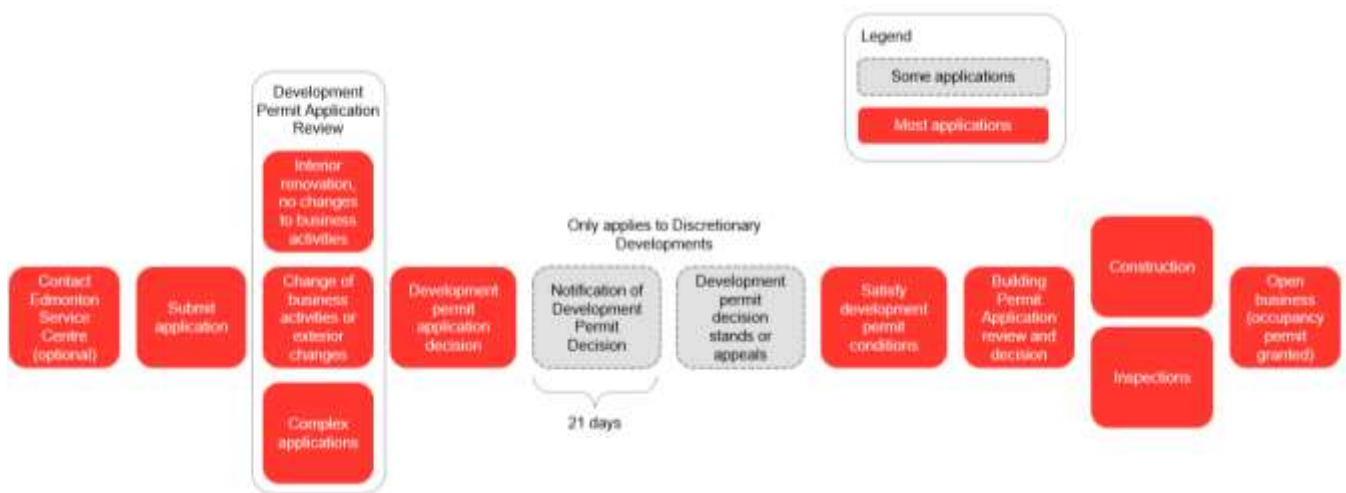 Legend
Some applications
Most applications
Development
Permit Application
Review
Interior
renovation,
no changes
to business
activities
Only applies to Discretionary
Developments
Contact
Edmonton
Service
Centre
(optional)
Submit
application
Change of
business
activities or
exterior
changes
Complex
applications
Development
permit
application
decision
Notification of
Development
Permit
Decision
21 days
Development
permit
decision
stands or
appeals
Satisfy
development
permit
conditions
Building
Permit
Application
review and
decision
Construction
Inspections
Open
business
(occupancy
permit
granted)